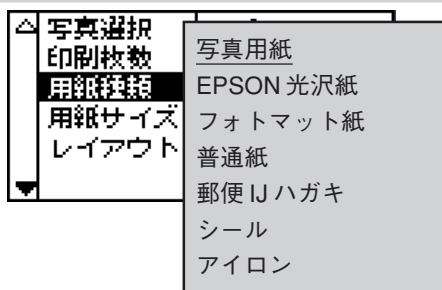 写真選択
印刷枚数
用紙種類
用紙サイズ
レイアウト
写真用紙
EPSON 光沢紙
フォトマット紙
普通紙
郵便 IJ ハガキ
シール
アイロン